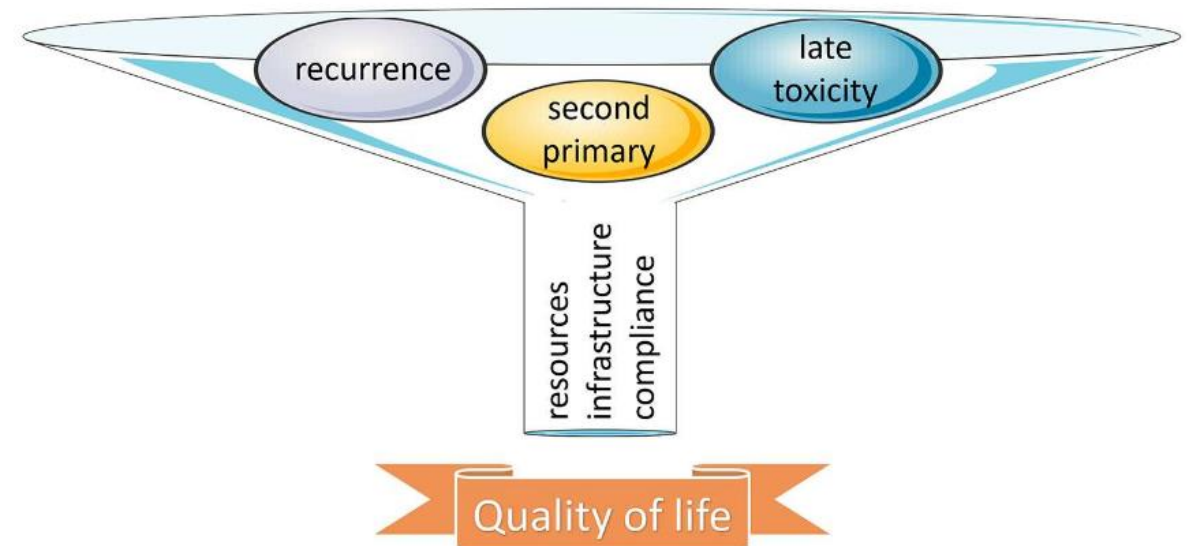 recurrence
late
toxicity
second
primary
resources
infrastructure
compliance
Quality of life